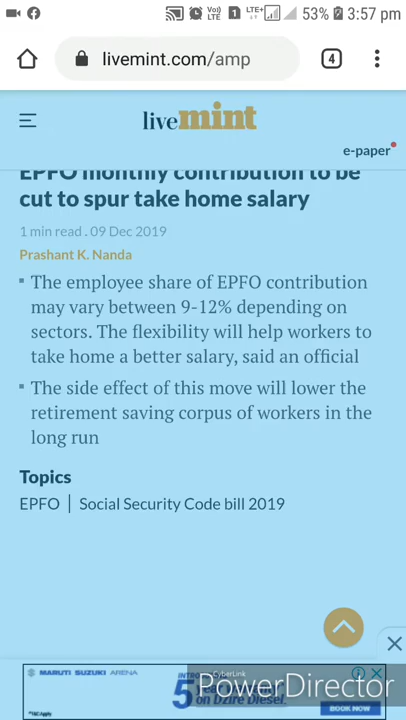 53% 3:57 pm
livemint.com/amp
4
livemint
e-paper
EPFO monthly contribution to be
cut to spur take home salary
1 min read . 09 Dec 2019
Prashant K. Nanda
The employee share of EPFO contribution
may vary between 9-12% depending on
sectors. The flexibility will help workers to
take home a better salary, said an official
The side effect of this move will lower the
retirement saving corpus of workers in the
long run
Topics
EPFO | Social Security Code bill 2019
MARUTI SUZUKI ARENA
5
on Dzire Diesel.
*T&C Apply
BOOK NOW
CyberLink
PowerDirector